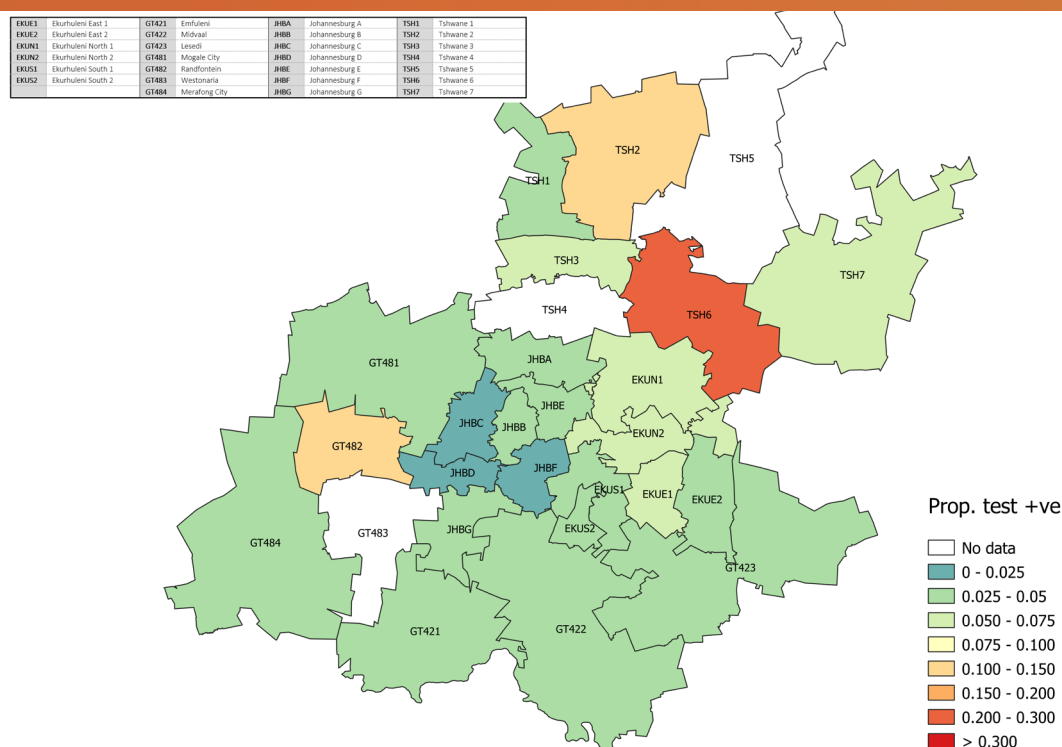 EKUE1 Ekurhuleni East 1 GT421 Emfuleni JHBA Johannesburg A TSH1 Tshwane 1
EKUE2 Ekurhuleni East 2 GT422 Midvaal JHBB Johannesburg B TSH2 Tshwane 2
EKUN1 Ekurhuleni North 1 GT423 Lesedi JHBC Johannesburg C TSH3 Tshwane 3
EKUN2 Ekurhuleni North 2 GT481 Mogale City JHBD Johannesburg D TSH4 Tshwane 4
EKUS1 Ekurhuleni South 1 GT482 Randfontein JHBE Johannesburg E TSH5 Tshwane 5
EKUS2 Ekurhuleni South 2 GT483 Westonaria JHBF Johannesburg F TSH6 Tshwane 6
GT484 Merafong City JHBG Johannesburg G TSH7 Tshwane 7
TSH2
TSH5
TSH1
TSH3
TSH7
TSH4
TSH6
JHBA
GT481
EKUN1
JHBE
JHBC
JHBB
EKUN2
GT482
JHBF
JHBD
EKUS1
EKUE1
EKUE2
EKUS2
JHBG
GT483
GT484
GT423
GT421
GT422
Prop. test +ve
No data
0 - 0.025
0.025 - 0.05
0.050 - 0.075
0.075 - 0.100
0.100 - 0.150
0.150 - 0.200
0.200 - 0.300
> 0.300